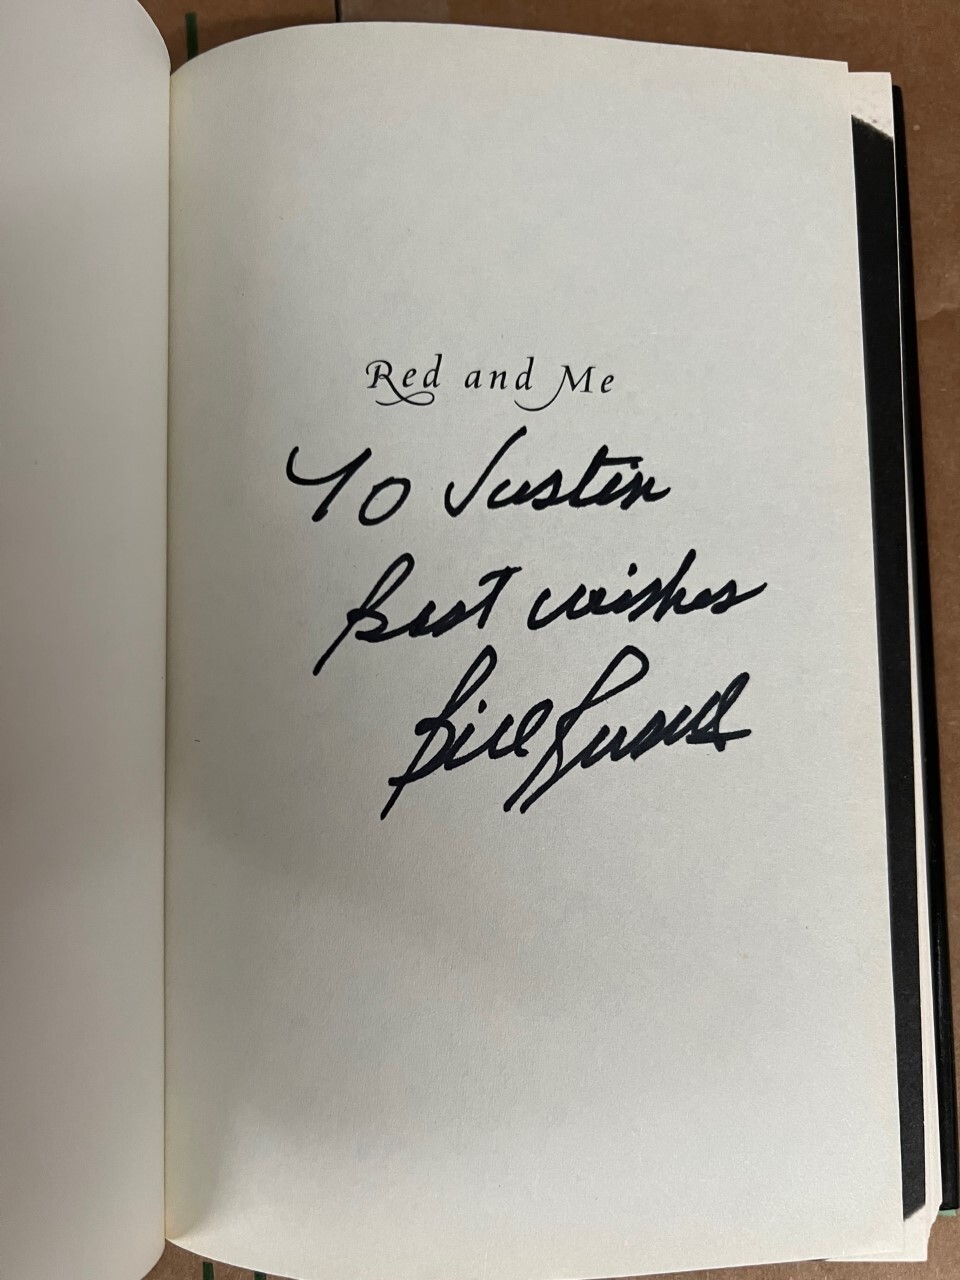 Red and Me
To Justin
Best wishes
Bill Russell